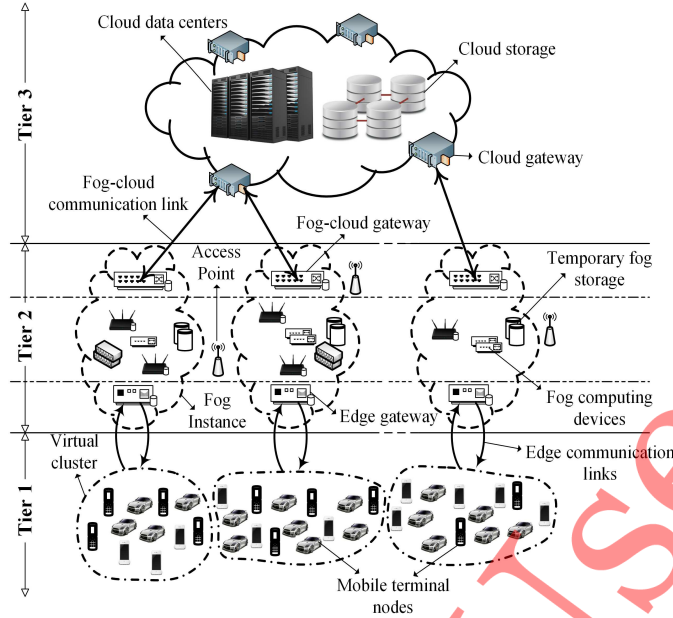 Cloud data centers
Cloud storage
Tier 3
Cloud gateway
Fog-cloud
communication link
Fog-cloud gateway
Access
Point
Temporary fog
storage
Tier 2
Fog
Instance
Edge gateway
Fog computing
devices
Virtual
cluster
Edge communication
links
Tier 1
Mobile terminal
nodes